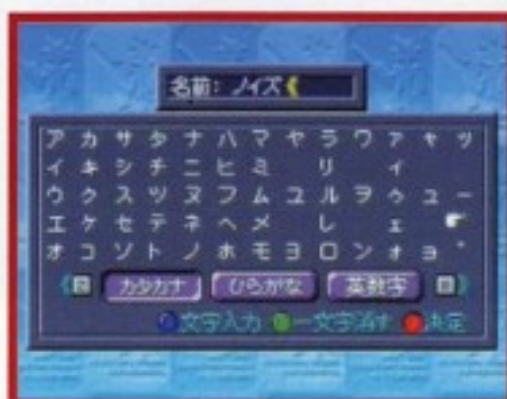 名前: ノイズ
ア カ サ タ ナ ハ マ ヤ ラ ワ ァ ャ ッ
イ キ シ チ ニ ヒ ミ リ ィ
ウ ク ス ツ ヌ フ ム ユ ル ヲ ゥ ュ ー
エ ケ セ テ ネ ヘ メ レ ェ
オ コ ソ ト ノ ホ モ ヨ ロ ン ォ ョ
カタカナ ひらがな 英数字
文字入力 一文字消す 決定